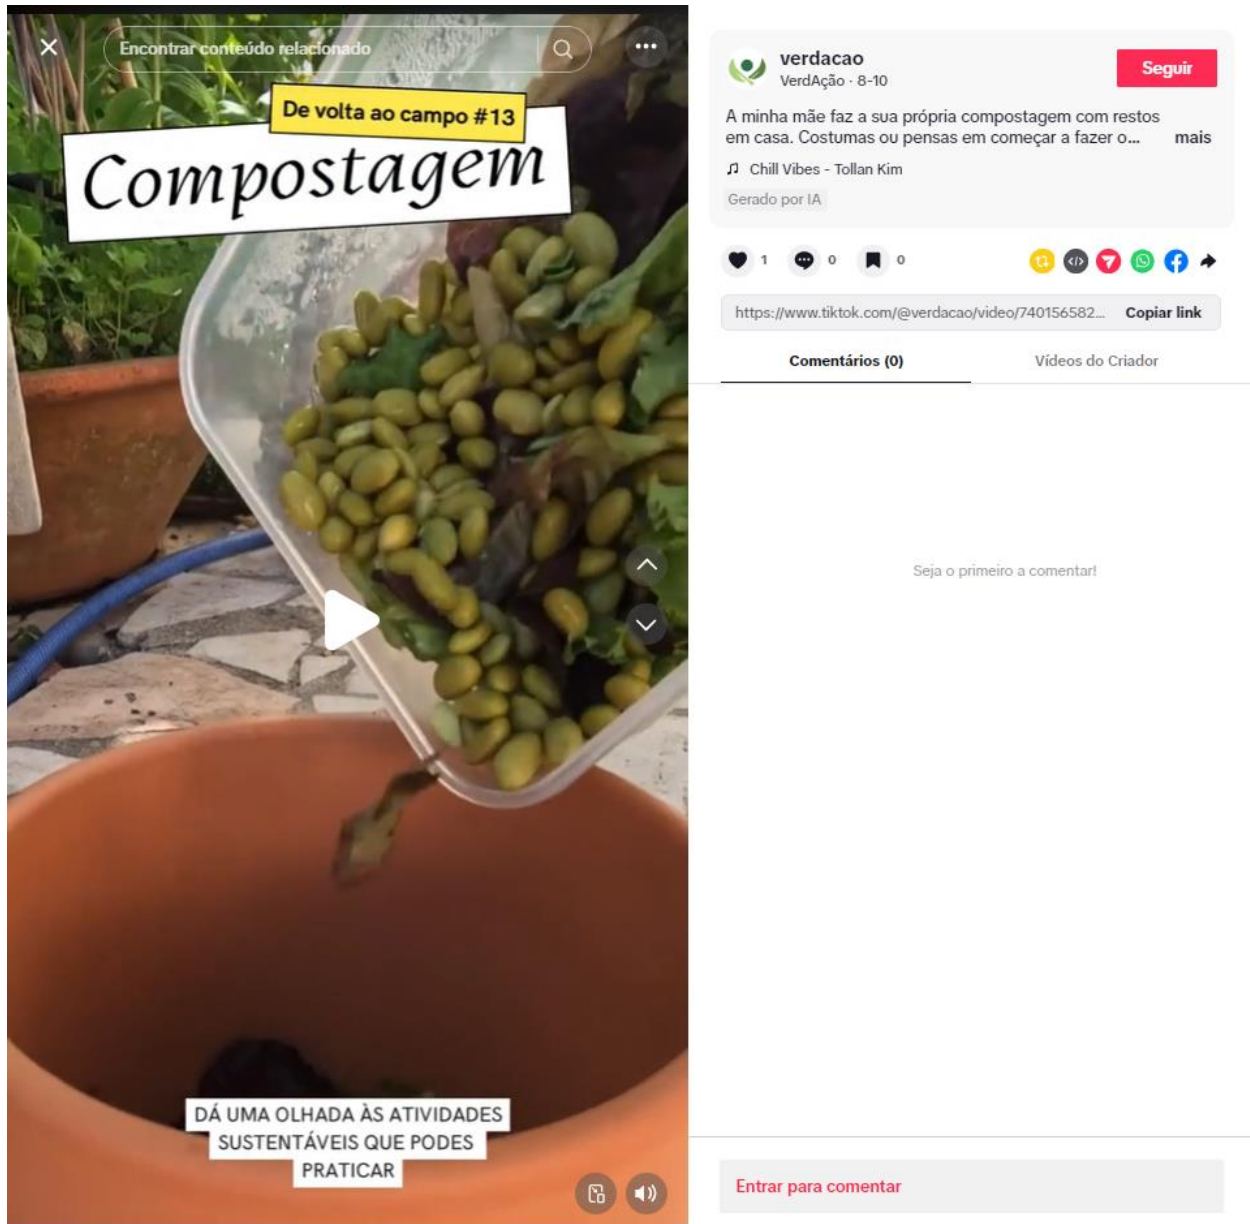 Encontrar conteúdo relacionado
De volta ao campo #13
Compostagem
DÁ UMA OLHADA ÀS ATIVIDADES
SUSTENTÁVEIS QUE PODES
PRATICAR
verdacao
VerdAção · 8-10
Seguir
A minha mãe faz a sua própria compostagem com restos
em casa. Costumas ou pensas em começar a fazer o... mais
Chill Vibes - Tollan Kim
Gerado por IA
1 0 0
https://www.tiktok.com/@verdacao/video/740156582... Copiar link
Comentários (0) Vídeos do Criador
Seja o primeiro a comentar!
Entrar para comentar